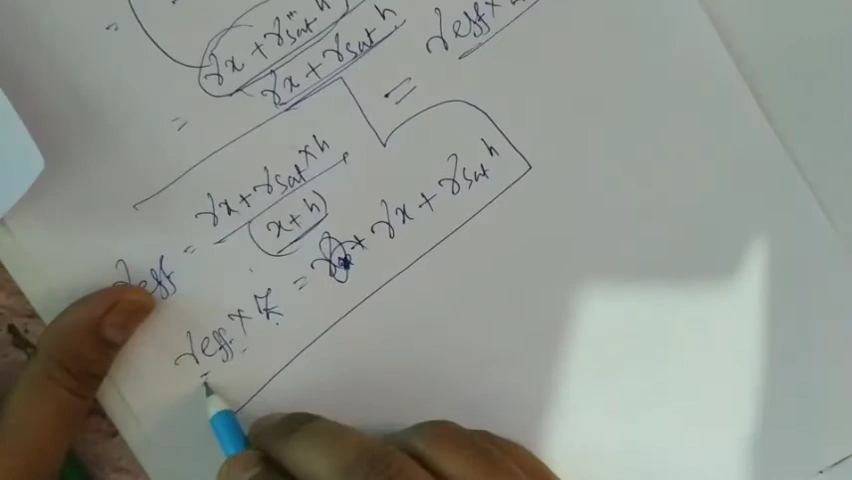 = γx + γsat h
= γx + γsat h = γeff ×
γeff = γx + γsat × h
(x + h)
γeff × Z = γx + γsat h